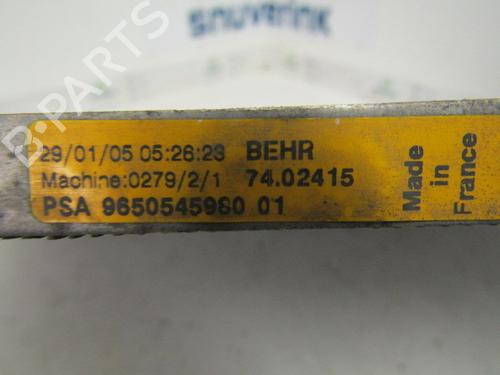 snuverink
B-PARTS
29/01/05 05:26:23 BEHR
Machine:0279/2/1 74.02415
PSA 9650545980 01
Made
in
France